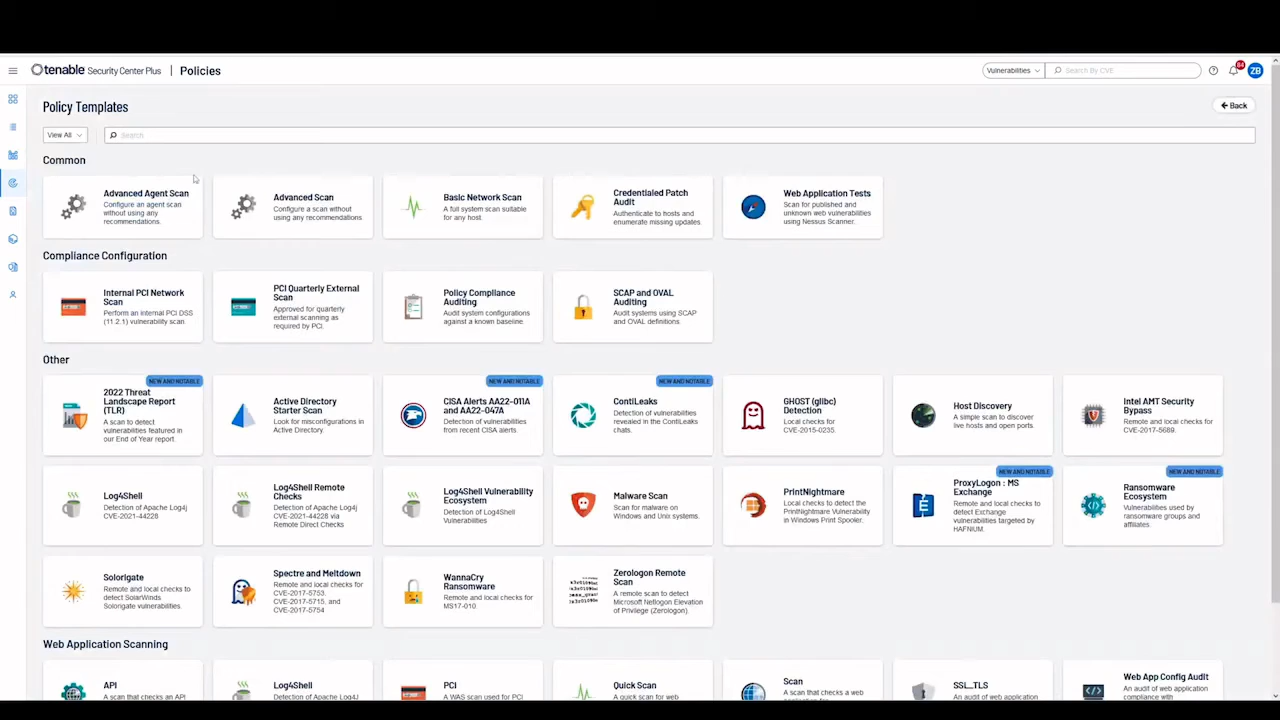 tenable Security Center Plus | Policies
Vulnerabilities
Search By CVE
64
ZB
Policy Templates
Back
View All
Search
Common
Advanced Agent Scan
Configure an agent scan
without using any
recommendations.
Advanced Scan
Configure a scan without
using any recommendations.
Basic Network Scan
A full system scan suitable
for any host.
Credentialed Patch
Audit
Authenticate to hosts and
enumerate missing updates.
Web Application Tests
Scan for published and
unknown web vulnerabilities
using Nessus Scanner.
Compliance Configuration
Internal PCI Network
Scan
Perform an internal PCI DSS
(11.2.1) vulnerability scan.
PCI Quarterly External
Scan
Approved for quarterly
external scanning as
required by PCI.
Policy Compliance
Auditing
Audit system configurations
against a known baseline.
SCAP and OVAL
Auditing
Audit systems using SCAP
and OVAL definitions.
Other
NEW AND NOTABLE
2022 Threat
Landscape Report
(TLR)
A scan to detect
vulnerabilities featured in
our End of Year report
Active Directory
Starter Scan
Look for misconfigurations in
Active Directory.
NEW AND NOTABLE
CISA Alerts AA22-011A
and AA22-047A
Detection of vulnerabilities
from recent CISA alerts.
NEW AND NOTABLE
ContiLeaks
Detection of vulnerabilities
revealed in the ContiLeaks
chats.
GHOST (glibc)
Detection
Local checks for
CVE-2015-0235.
Host Discovery
A simple scan to discover
live hosts and open ports.
Intel AMT Security
Bypass
Remote and local checks for
CVE-2017-5689.
Log4Shell
Detection of Apache Log4j
CVE-2021-44228
Log4Shell Remote
Checks
Detection of Apache Log4j
CVE-2021-44228 via
Remote Direct Checks
Log4Shell Vulnerability
Ecosystem
Detection of Log4Shell
Vulnerabilities
Malware Scan
Scan for malware on
Windows and Unix systems.
PrintNightmare
Local checks to detect the
PrintNightmare Vulnerability
in Windows Print Spooler.
NEW AND NOTABLE
ProxyLogon : MS
Exchange
Remote and local checks to
detect Exchange
vulnerabilities targeted by
HAFNIUM.
NEW AND NOTABLE
Ransomware
Ecosystem
Vulnerabilities used by
ransomware groups and
affiliates.
Solorigate
Remote and local checks to
detect SolarWinds
Solorigate vulnerabilities.
Spectre and Meltdown
Remote and local checks for
CVE-2017-5753,
CVE-2017-5715, and
CVE-2017-5754
WannaCry
Ransomware
Remote and local checks for
MS17-010.
Zerologon Remote
Scan
A remote scan to detect
Microsoft Netlogon Elevation
of Privilege (Zerologon).
Web Application Scanning
API
A scan that checks an API
Log4Shell
Detection of Apache Log4J
PCI
A WAS scan used for PCI
Quick Scan
A quick scan for web
Scan
A scan that checks a web
SSL_TLS
An audit of web application
Web App Config Audit
An audit of web application
compliance with